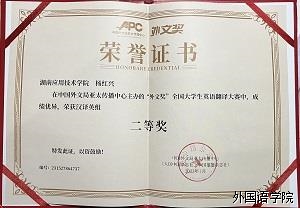 APC 外文奖
荣誉证书
HONORARY CREDENTIAL
湖南应用技术学院 杨红兴
在中国外文局亚太传播中心主办的“外文奖”全国大学生英语翻译大赛中，成
绩优异，荣获汉译英组
二等奖
特发此证，以资鼓励！
外国语学院